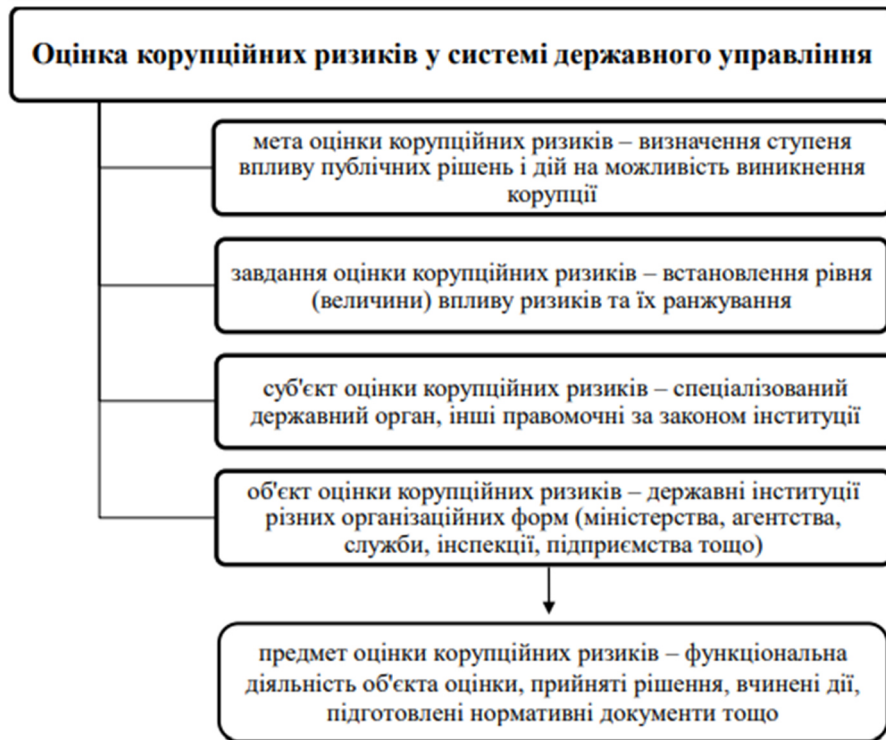 Оцінка корупційних ризиків у системі державного управління
мета оцінки корупційних ризиків – визначення ступеня
впливу публічних рішень і дій на можливість виникнення
корупції
завдання оцінки корупційних ризиків – встановлення рівня
(величини) впливу ризиків та їх ранжування
суб'єкт оцінки корупційних ризиків – спеціалізований
державний орган, інші правомочні за законом інституції
об'єкт оцінки корупційних ризиків – державні інституції
різних організаційних форм (міністерства, агентства,
служби, інспекції, підприємства тощо)
предмет оцінки корупційних ризиків – функціональна
діяльність об'єкта оцінки, прийняті рішення, вчинені дії,
підготовлені нормативні документи тощо